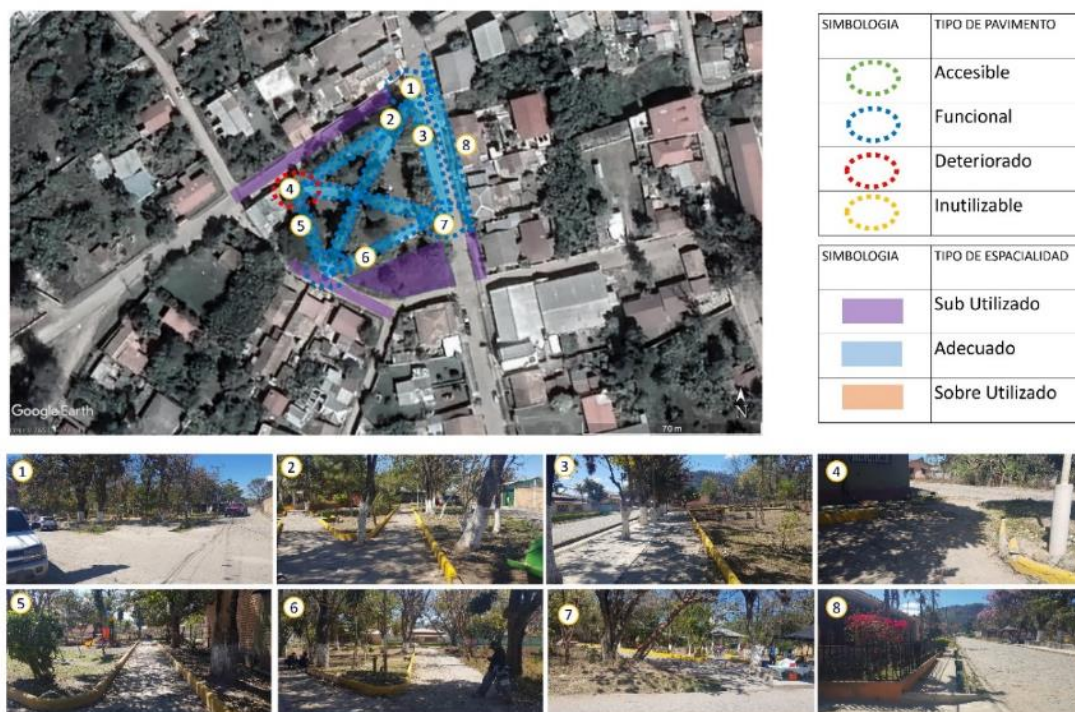 1
2
3
8
4
5
7
6
Google Earth
N
70 m
SIMBOLOGIA TIPO DE PAVIMENTO
Accesible
Funcional
Deteriorado
Inutilizable
SIMBOLOGIA TIPO DE ESPACIALIDAD
Sub Utilizado
Adecuado
Sobre Utilizado
1
2
3
4
5
6
7
8